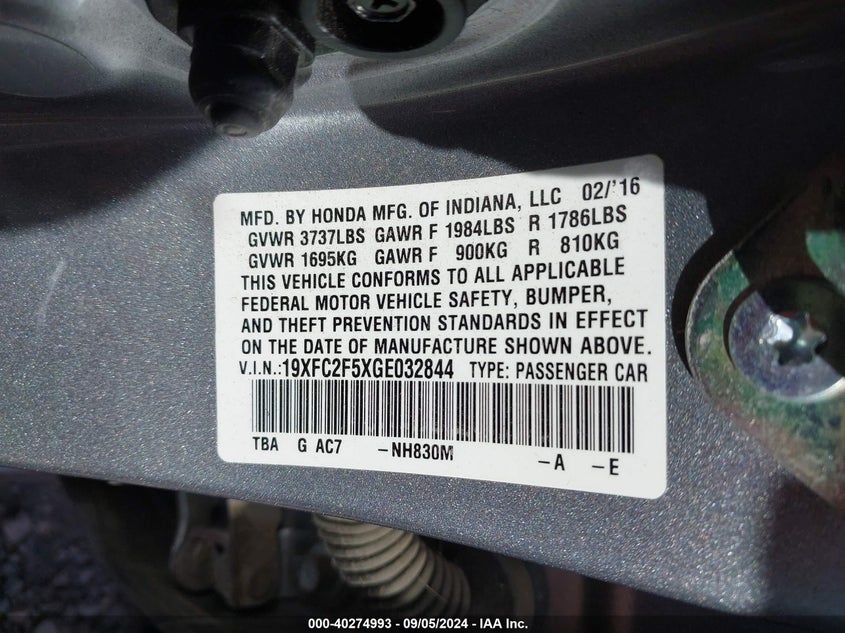 MFD. BY HONDA MFG. OF INDIANA, LLC 02/'16
GVWR 3737LBS GAWR F 1984LBS R 1786LBS
GVWR 1695KG GAWR F 900KG R 810KG
THIS VEHICLE CONFORMS TO ALL APPLICABLE
FEDERAL MOTOR VEHICLE SAFETY, BUMPER,
AND THEFT PREVENTION STANDARDS IN EFFECT
ON THE DATE OF MANUFACTURE SHOWN ABOVE.
V.I.N.:19XFC2F5XGE032844 TYPE: PASSENGER CAR
TBA G AC7 -NH830M -A -E
000-40274993 - 09/05/2024 - IAA Inc.